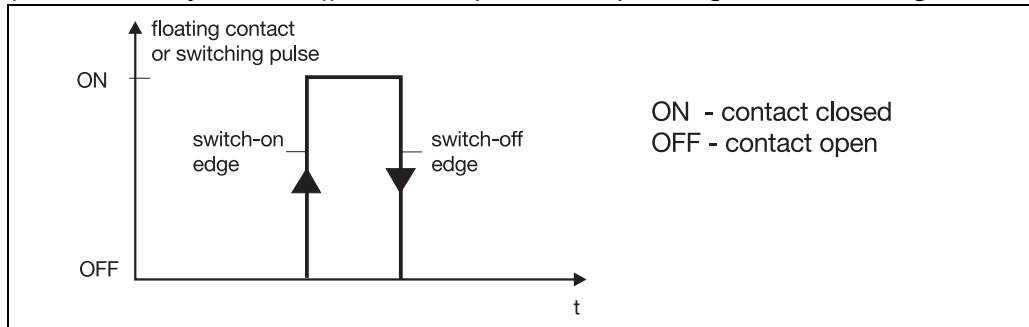 floating contact
or switching pulse
ON
switch-on
edge
switch-off
edge
OFF
t
ON - contact closed
OFF - contact open